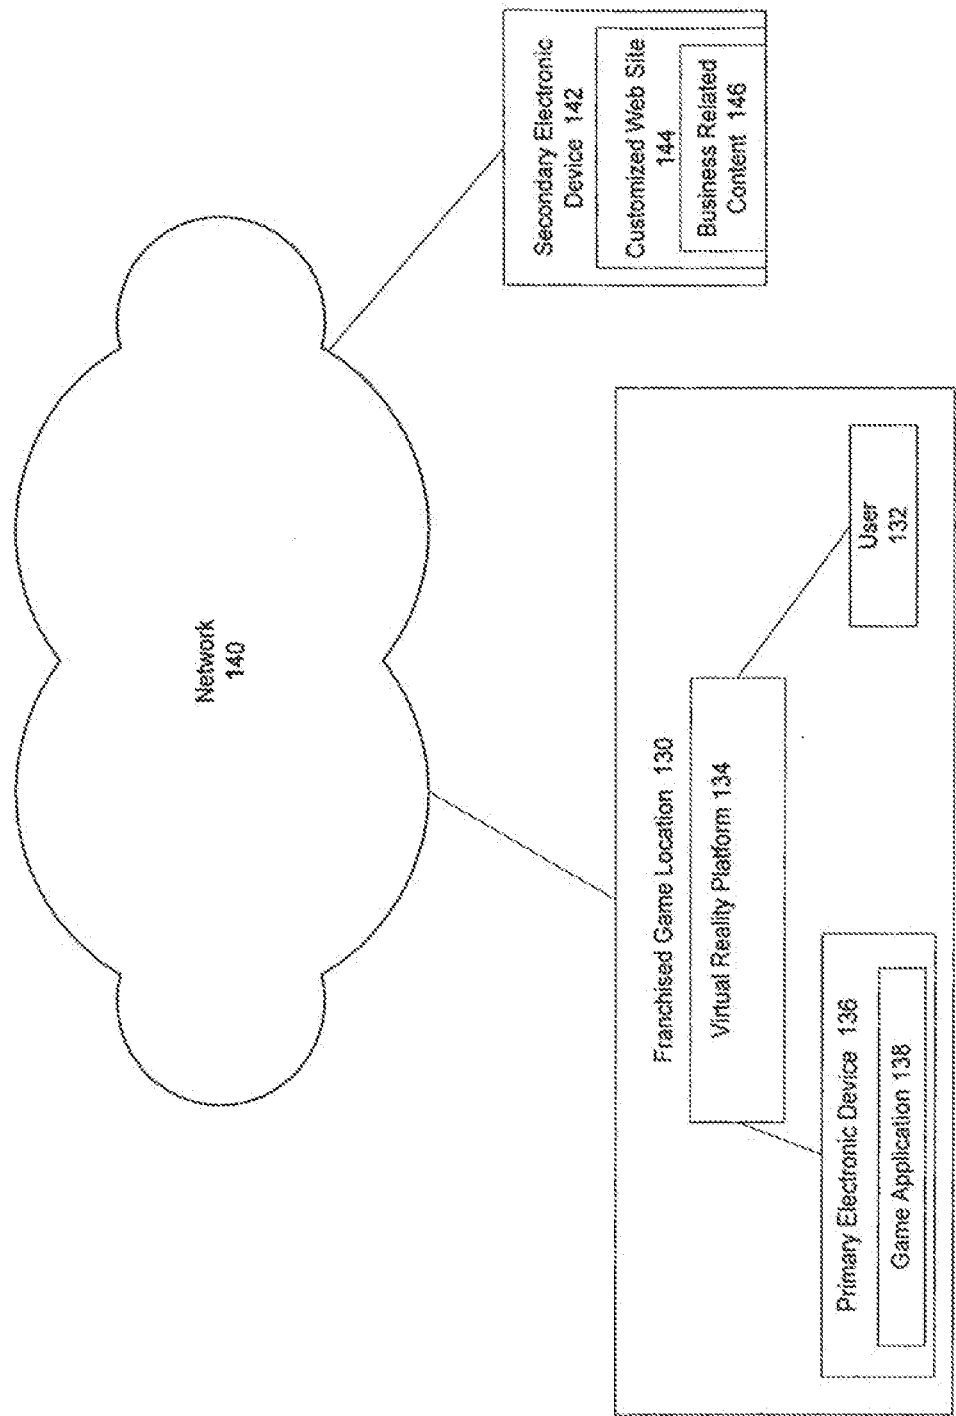 Network
140
Secondary Electronic
Device 142
Customized Web Site
144
Business Related
Content 146
Franchised Game Location 130
Virtual Reality Platform 134
User
132
Primary Electronic Device 136
Game Application 138